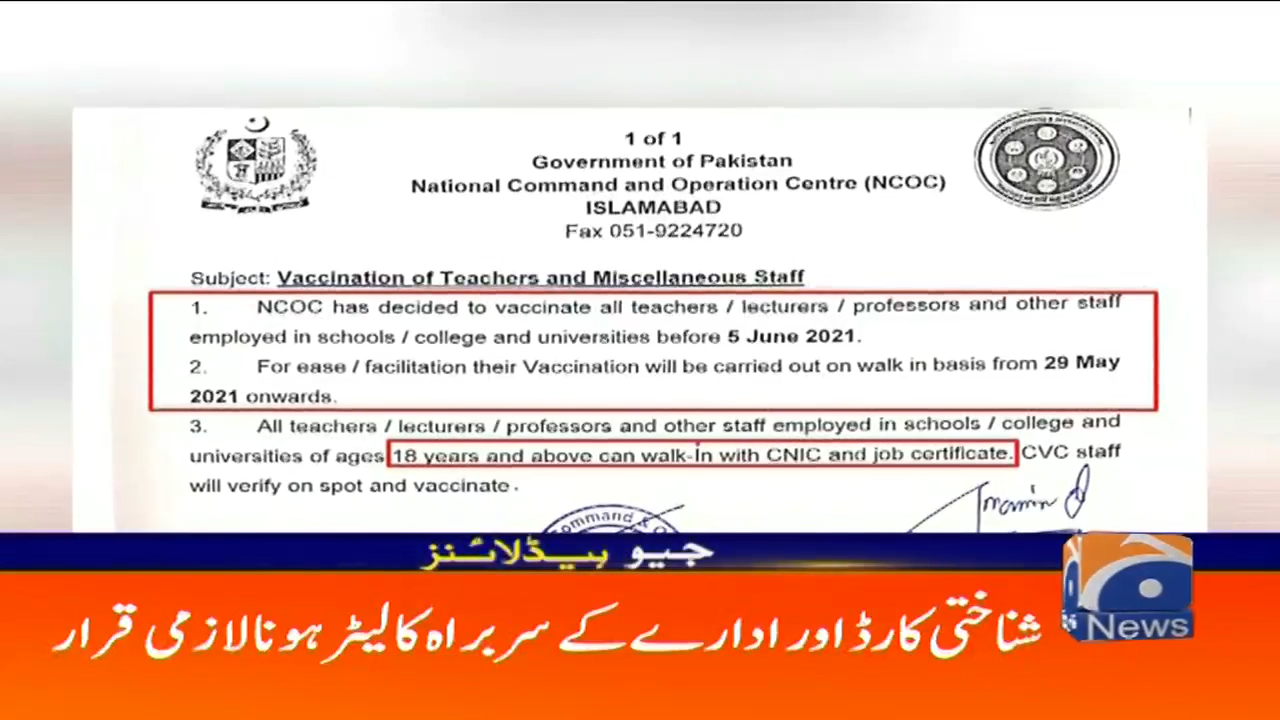 1 of 1
Government of Pakistan
National Command and Operation Centre (NCOC)
ISLAMABAD
Fax 051-9224720
Subject: Vaccination of Teachers and Miscellaneous Staff
1. NCOC has decided to vaccinate all teachers / lecturers / professors and other staff
employed in schools / college and universities before 5 June 2021.
2. For ease / facilitation their Vaccination will be carried out on walk in basis from 29 May
2021 onwards.
3. All teachers / lecturers / professors and other staff employed in schools / college and
universities of ages 18 years and above can walk-in with CNIC and job certificate. CVC staff
will verify on spot and vaccinate.
Command &
جیو ہیڈلائنز
شناختی کارڈ اور ادارے کے سربراہ کا لیٹر ہونا لازمی قرار
News